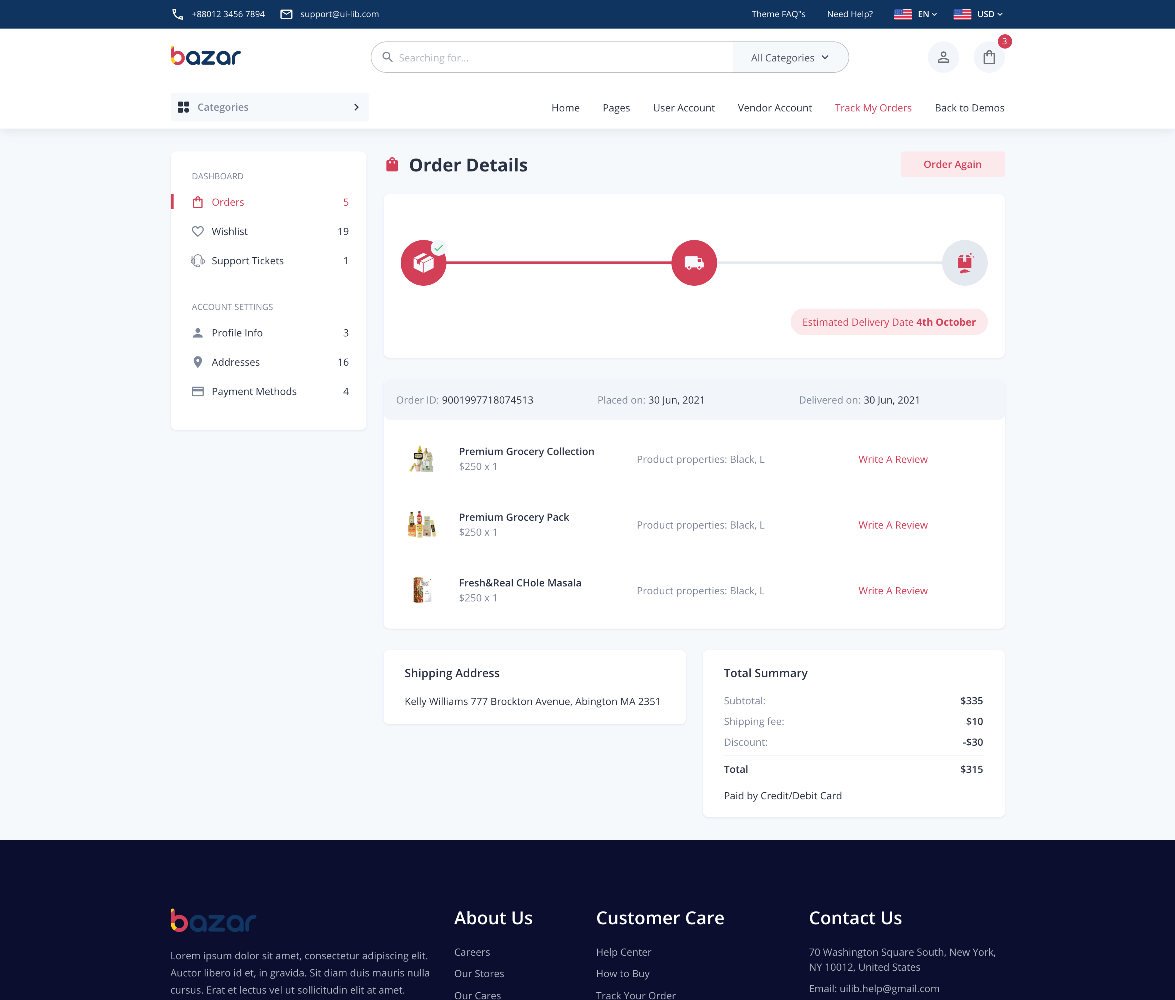 +88012 3456 7894
support@ui-lib.com
Theme FAQ"s
Need Help?
EN
USD
bazar
Searching for...
All Categories
3
Categories
Home
Pages
User Account
Vendor Account
Track My Orders
Back to Demos
DASHBOARD
Orders 5
Wishlist 19
Support Tickets 1
ACCOUNT SETTINGS
Profile Info 3
Addresses 16
Payment Methods 4
Order Details
Order Again
Estimated Delivery Date 4th October
Order ID: 9001997718074513
Placed on: 30 Jun, 2021
Delivered on: 30 Jun, 2021
Premium Grocery Collection
$250 x 1
Product properties: Black, L
Write A Review
Premium Grocery Pack
$250 x 1
Product properties: Black, L
Write A Review
Fresh&Real CHole Masala
$250 x 1
Product properties: Black, L
Write A Review
Shipping Address
Kelly Williams 777 Brockton Avenue, Abington MA 2351
Total Summary
Subtotal: $335
Shipping fee: $10
Discount: -$30
Total $315
Paid by Credit/Debit Card
bazar
Lorem ipsum dolor sit amet, consectetur adipiscing elit.
Auctor libero id et, in gravida. Sit diam duis mauris nulla
cursus. Erat et lectus vel ut sollicitudin elit at amet.
About Us
Careers
Our Stores
Our Cares
Customer Care
Help Center
How to Buy
Track Your Order
Contact Us
70 Washington Square South, New York,
NY 10012, United States
Email: uilib.help@gmail.com